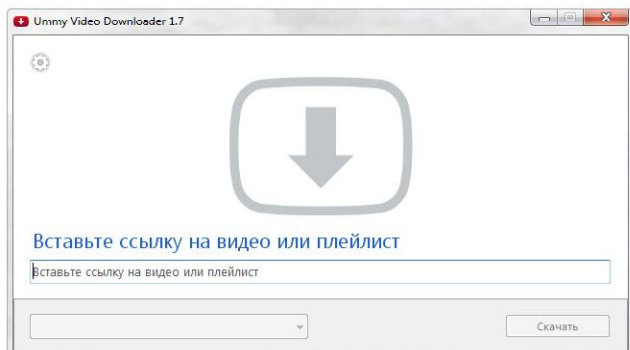 Ummy Video Downloader 1.7
Вставьте ссылку на видео или плейлист
Вставьте ссылку на видео или плейлист
Скачать